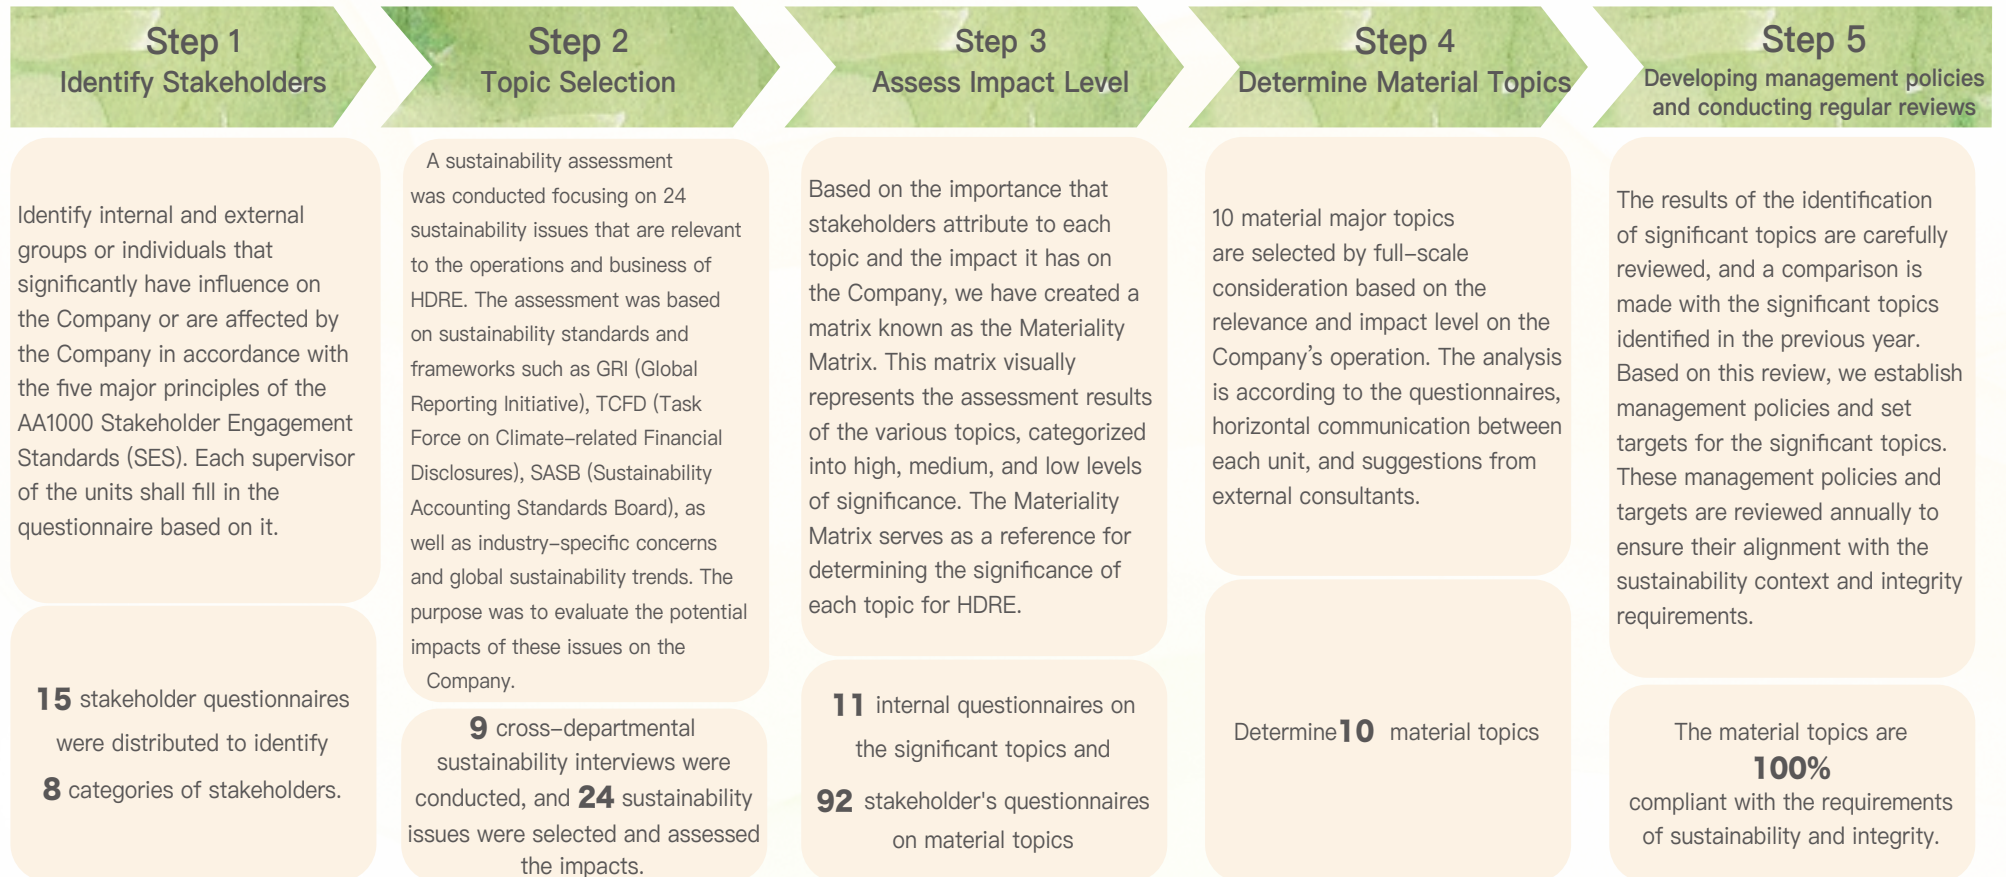 Step 1
Identify Stakeholders
Identify internal and external
groups or individuals that
significantly have influence on
the Company or are affected by
the Company in accordance with
the five major principles of the
AA1000 Stakeholder Engagement
Standards (SES). Each supervisor
of the units shall fill in the
questionnaire based on it.
15 stakeholder questionnaires
were distributed to identify
8 categories of stakeholders.
Step 2
Topic Selection
A sustainability assessment
was conducted focusing on 24
sustainability issues that are relevant
to the operations and business of
HDRE. The assessment was based
on sustainability standards and
frameworks such as GRI (Global
Reporting Initiative), TCFD (Task
Force on Climate-related Financial
Disclosures), SASB (Sustainability
Accounting Standards Board), as
well as industry-specific concerns
and global sustainability trends. The
purpose was to evaluate the potential
impacts of these issues on the
Company.
9 cross-departmental
sustainability interviews were
conducted, and 24 sustainability
issues were selected and assessed
the impacts.
Step 3
Assess Impact Level
Based on the importance that
stakeholders attribute to each
topic and the impact it has on
the Company, we have created a
matrix known as the Materiality
Matrix. This matrix visually
represents the assessment results
of the various topics, categorized
into high, medium, and low levels
of significance. The Materiality
Matrix serves as a reference for
determining the significance of
each topic for HDRE.
11 internal questionnaires on
the significant topics and
92 stakeholder's questionnaires
on material topics
Step 4
Determine Material Topics
10 material major topics
are selected by full-scale
consideration based on the
relevance and impact level on the
Company's operation. The analysis
is according to the questionnaires,
horizontal communication between
each unit, and suggestions from
external consultants.
Determine 10 material topics
Step 5
Developing management policies
and conducting regular reviews
The results of the identification
of significant topics are carefully
reviewed, and a comparison is
made with the significant topics
identified in the previous year.
Based on this review, we establish
management policies and set
targets for the significant topics.
These management policies and
targets are reviewed annually to
ensure their alignment with the
sustainability context and integrity
requirements.
The material topics are
100%
compliant with the requirements
of sustainability and integrity.